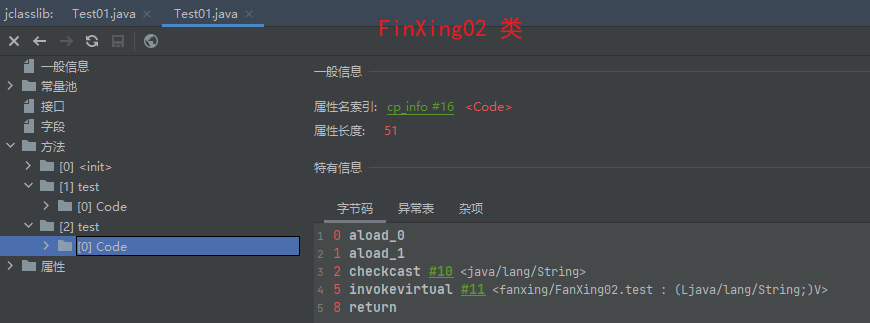 jclasslib: Test01.java Test01.java
FinXing02 类
一般信息
常量池
接口
字段
方法
[0] <init>
[1] test
[0] Code
[2] test
[0] Code
属性
一般信息
属性名索引: cp_info #16 <Code>
属性长度: 51
特有信息
字节码 异常表 杂项
1 0 aload_0
2 1 aload_1
3 2 checkcast #10 <java/lang/String>
4 5 invokevirtual #11 <fanxing/FanXing02.test : (Ljava/lang/String;)V>
5 8 return